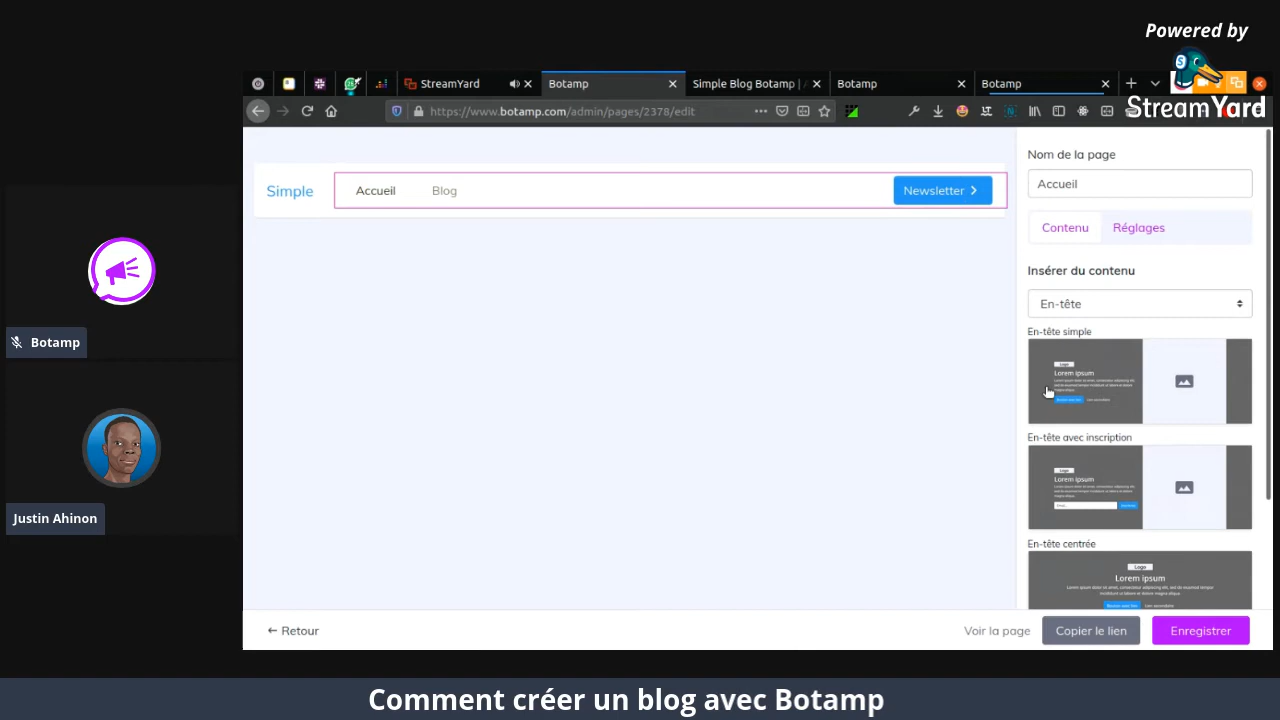 Powered by
StreamYard
StreamYard
Botamp
Simple Blog Botamp |
Botamp
Botamp
https://www.botamp.com/admin/pages/2378/edit
Simple
Accueil
Blog
Newsletter
Nom de la page
Accueil
Contenu
Réglages
Insérer du contenu
En-tête
En-tête simple
Logo
Lorem ipsum
En-tête avec inscription
Logo
Lorem ipsum
En-tête centrée
Logo
Lorem ipsum
← Retour
Voir la page
Copier le lien
Enregistrer
Botamp
Justin Ahinon
Comment créer un blog avec Botamp